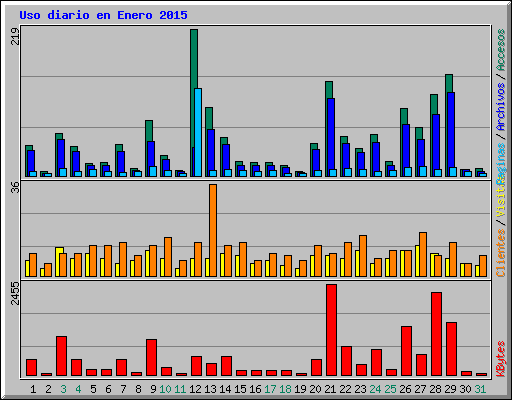 Uso diario en Enero 2015
219
36
2455
Accesos
/
Archivos
/
Paginas
Visitas
/
Clientes
KBytes
1 2 3 4 5 6 7 8 9 10 11 12 13 14 15 16 17 18 19 20 21 22 23 24 25 26 27 28 29 30 31